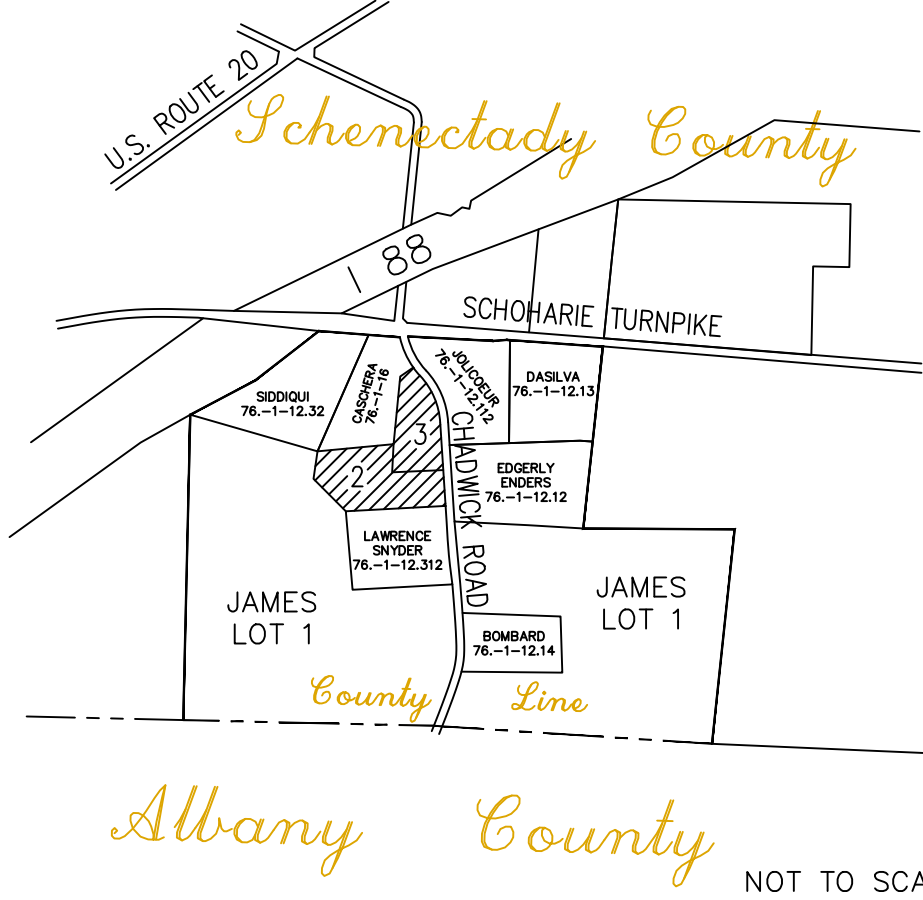 U.S. ROUTE 20
Schenectady County
I 88
SCHOHARIE TURNPIKE
SIDDIQUI
76.-1-12.32
CASCHERA
76.-1-16
JOLICOEUR
76.-1-12.112
DASILVA
76.-1-12.13
3
2
CHADWICK ROAD
EDGERLY
ENDERS
76.-1-12.12
LAWRENCE
SNYDER
76.-1-12.312
JAMES
LOT 1
JAMES
LOT 1
BOMBARD
76.-1-12.14
County Line
Albany County
NOT TO SCA